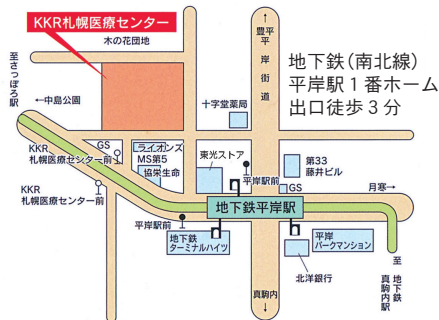 KKR札幌医療センター
木の花団地
至さっぽろ駅
←中島公園
↑豊平
平岸街道
地下鉄(南北線)
平岸駅1番ホーム
出口徒歩3分
十字堂薬局
GS
KKR
札幌医療センター前
ライオンズ
MS第5
協栄生命
東光ストア
平岸駅前
第33
藤井ビル
GS
月寒→
KKR
札幌医療センター前
地下鉄平岸駅
平岸駅前
地下鉄
ターミナルハイツ
平岸
パークマンション
北洋銀行
真駒内↓
至地下鉄真駒内駅